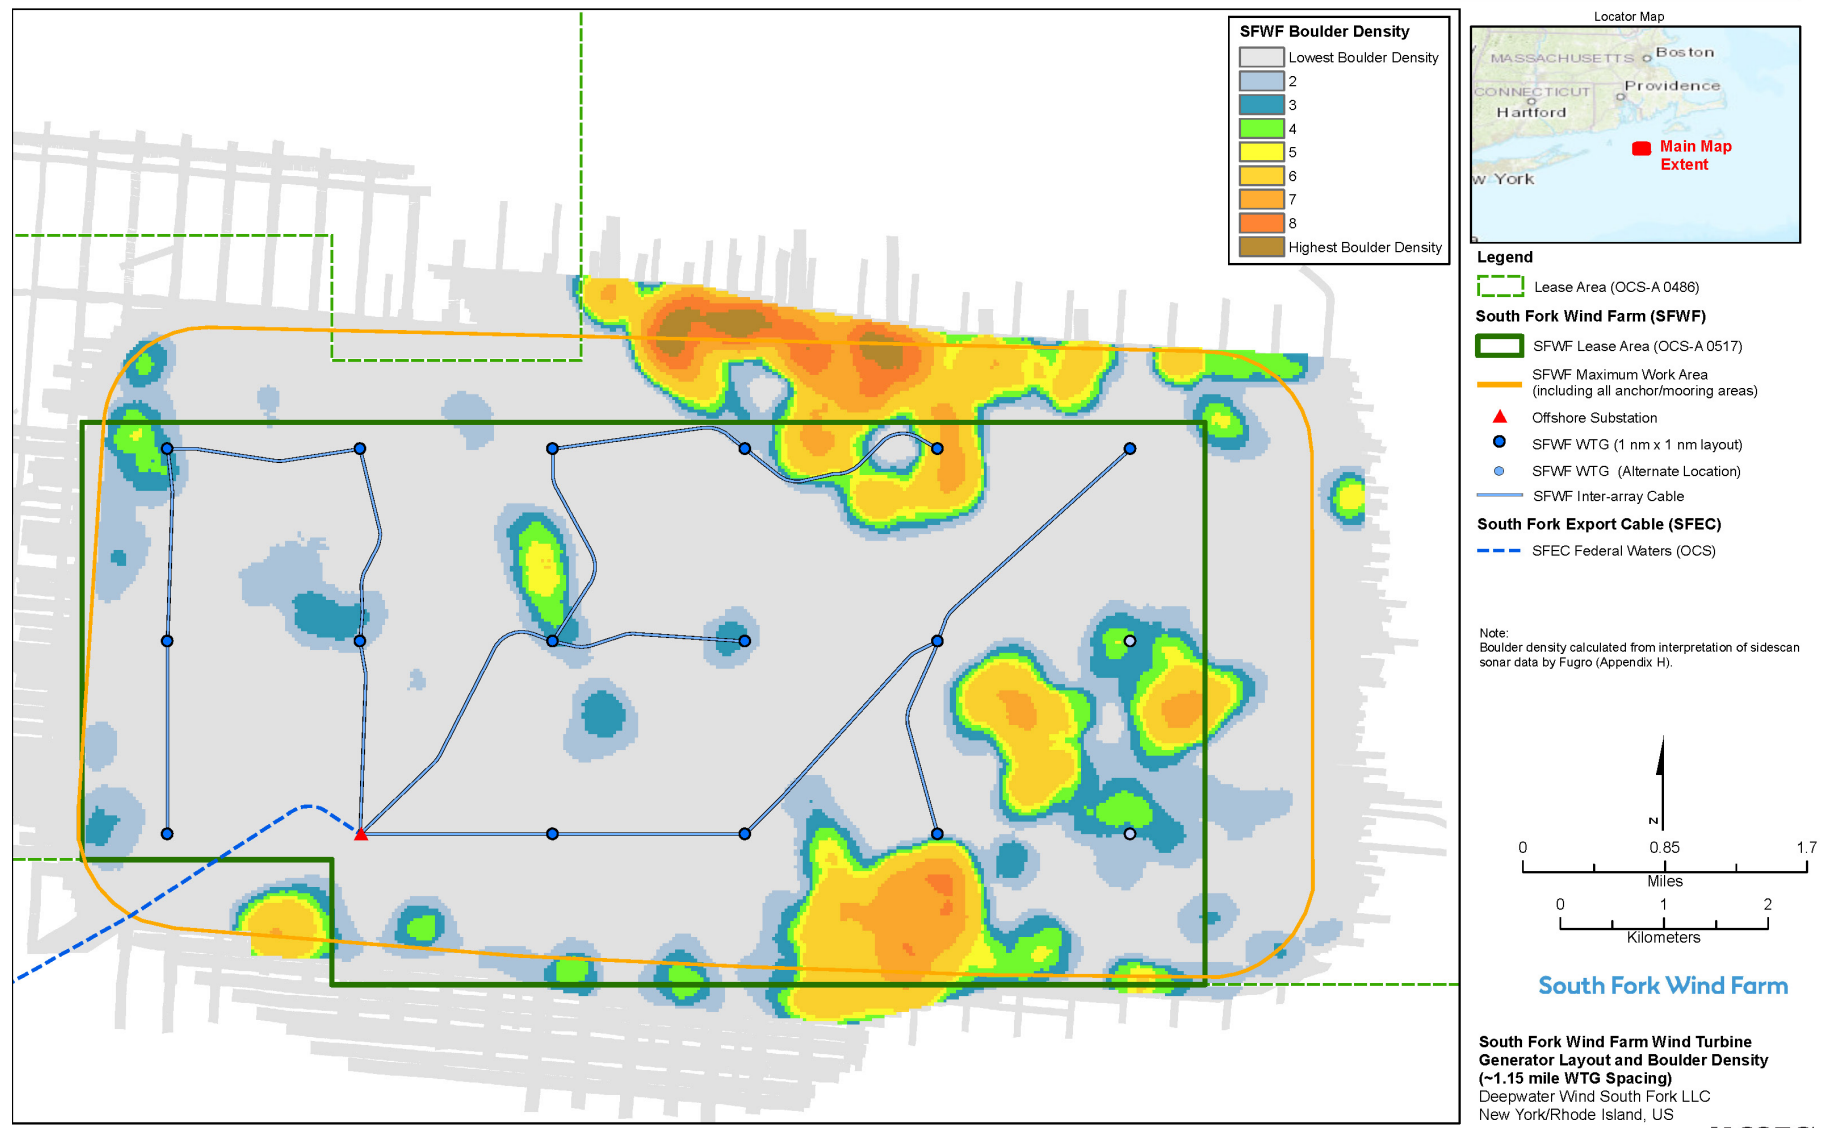 SFWF Boulder Density
Lowest Boulder Density
2
3
4
5
6
7
8
Highest Boulder Density
Locator Map
Boston
MASSACHUSETTS
Providence
CONNECTICUT
Hartford
Main Map
Extent
w York
Legend
Lease Area (OCS-A 0486)
South Fork Wind Farm (SFWF)
SFWF Lease Area (OCS-A 0517)
SFWF Maximum Work Area
(including all anchor/mooring areas)
Offshore Substation
SFWF WTG (1 nm x 1 nm layout)
SFWF WTG (Alternate Location)
SFWF Inter-array Cable
South Fork Export Cable (SFEC)
SFEC Federal Waters (OCS)
Note:
Boulder density calculated from interpretation of sidescan
sonar data by Fugro (Appendix H).
N
0 0.85 1.7
Miles
0 1 2
Kilometers
South Fork Wind Farm
South Fork Wind Farm Wind Turbine
Generator Layout and Boulder Density
(~1.15 mile WTG Spacing)
Deepwater Wind South Fork LLC
New York/Rhode Island, US